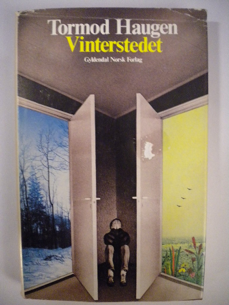 Tormod Haugen
Vinterstedet
Gyldendal Norsk Forlag